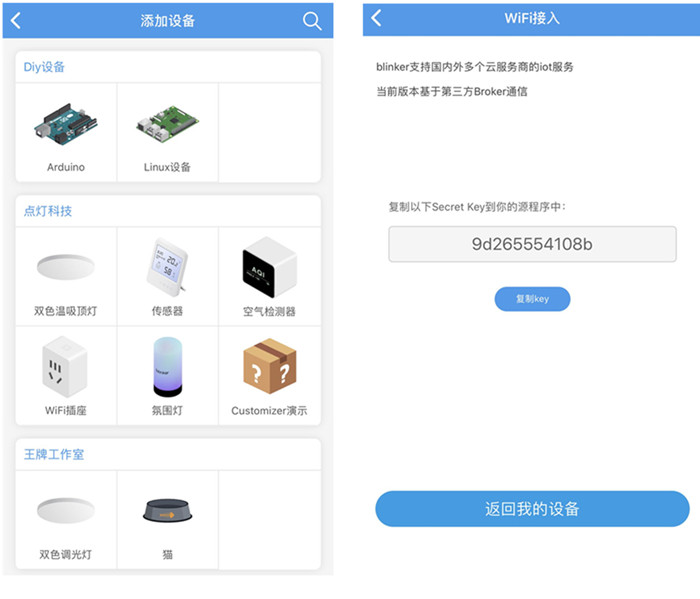 添加设备
Diy设备
Arduino
Linux设备
点灯科技
双色温吸顶灯
传感器
AQI
空气检测器
WiFi插座
氛围灯
? ?
Customizer演示
王牌工作室
双色调光灯
猫
WiFi接入
blinker支持国内外多个云服务商的iot服务
当前版本基于第三方Broker通信
复制以下Secret Key到你的源程序中：
9d265554108b
复制key
返回我的设备